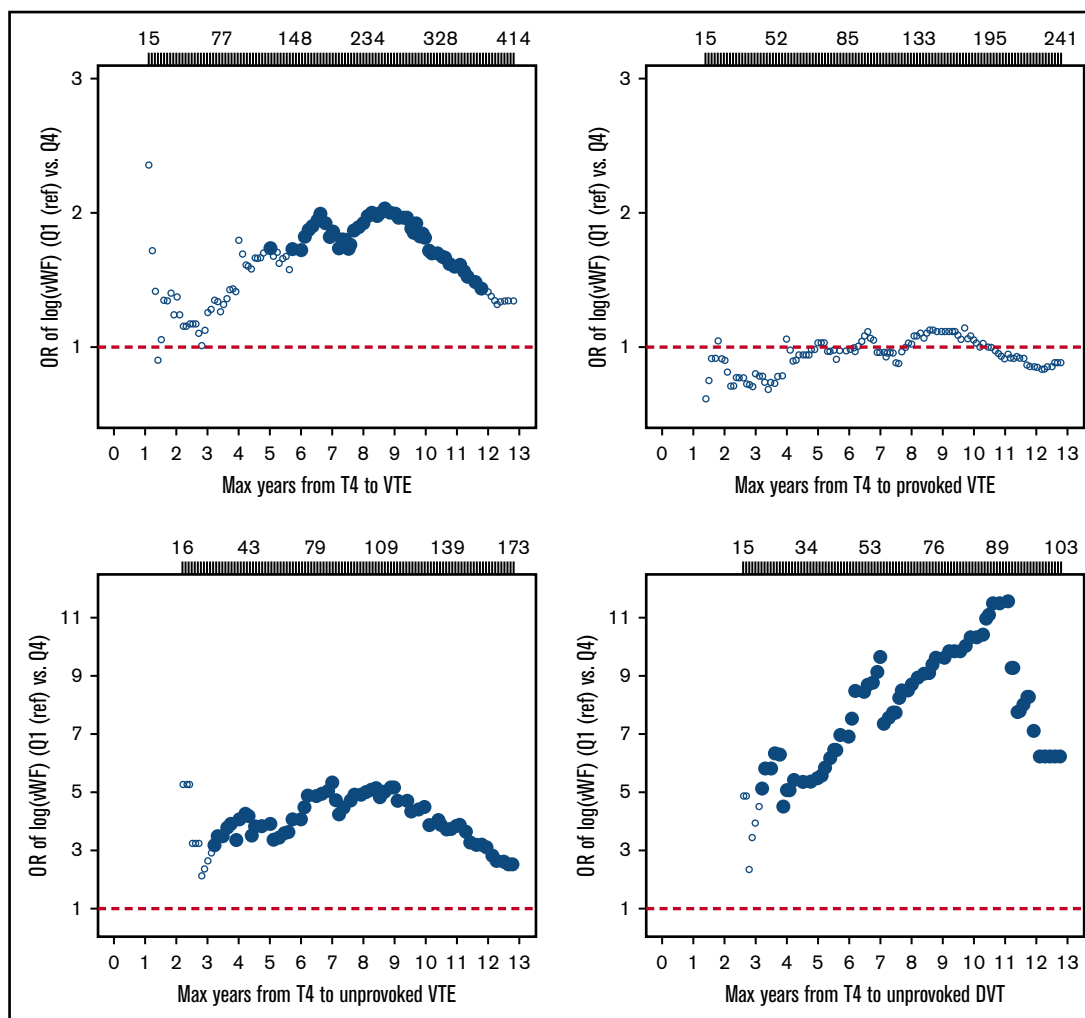 15 77 148 234 328 414
3
2
1
OR of log(vWF) (Q1 (ref) vs. Q4)
0 1 2 3 4 5 6 7 8 9 10 11 12 13
Max years from T4 to VTE
15 52 85 133 195 241
3
2
1
OR of log(vWF) (Q1 (ref) vs. Q4)
0 1 2 3 4 5 6 7 8 9 10 11 12 13
Max years from T4 to provoked VTE
16 43 79 109 139 173
11
9
7
5
3
1
OR of log(vWF) (Q1 (ref) vs. Q4)
0 1 2 3 4 5 6 7 8 9 10 11 12 13
Max years from T4 to unprovoked VTE
15 34 53 76 89 103
11
9
7
5
3
1
OR of log(vWF) (Q1 (ref) vs. Q4)
0 1 2 3 4 5 6 7 8 9 10 11 12 13
Max years from T4 to unprovoked DVT